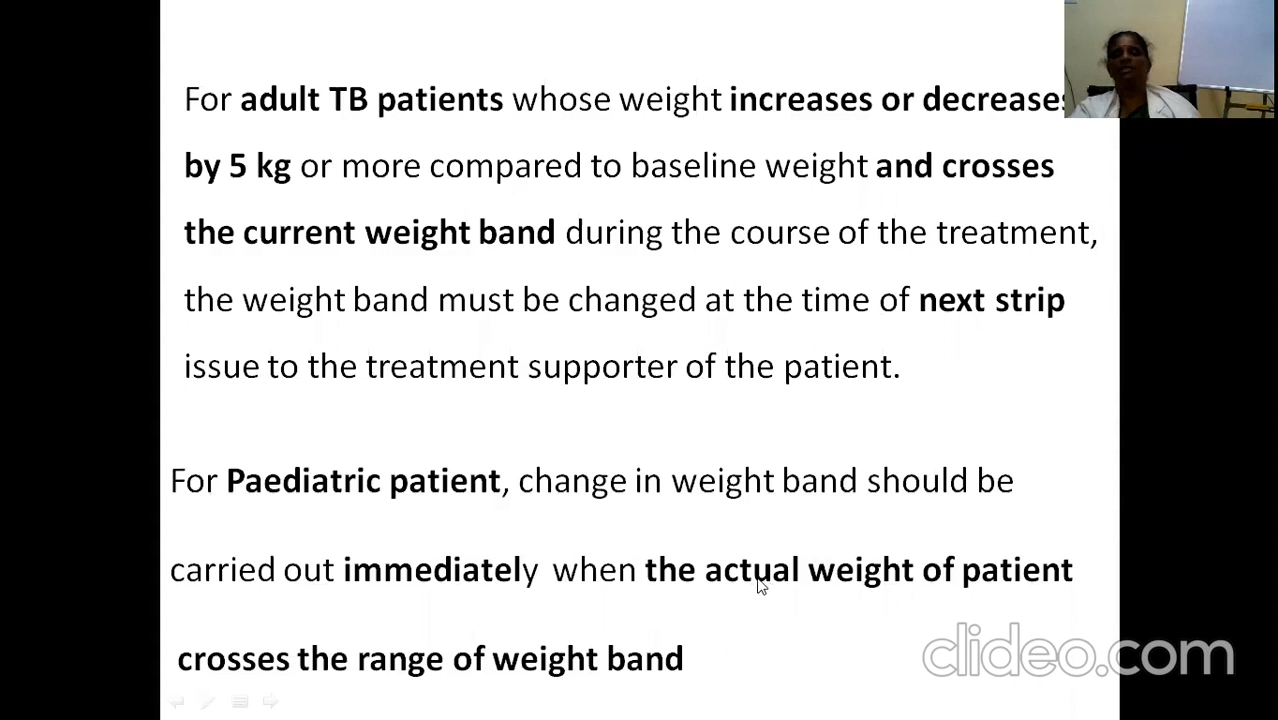 For adult TB patients whose weight increases or decreases
by 5 kg or more compared to baseline weight and crosses
the current weight band during the course of the treatment,
the weight band must be changed at the time of next strip
issue to the treatment supporter of the patient.
For Paediatric patient, change in weight band should be
carried out immediately when the actual weight of patient
crosses the range of weight band
clideo.com